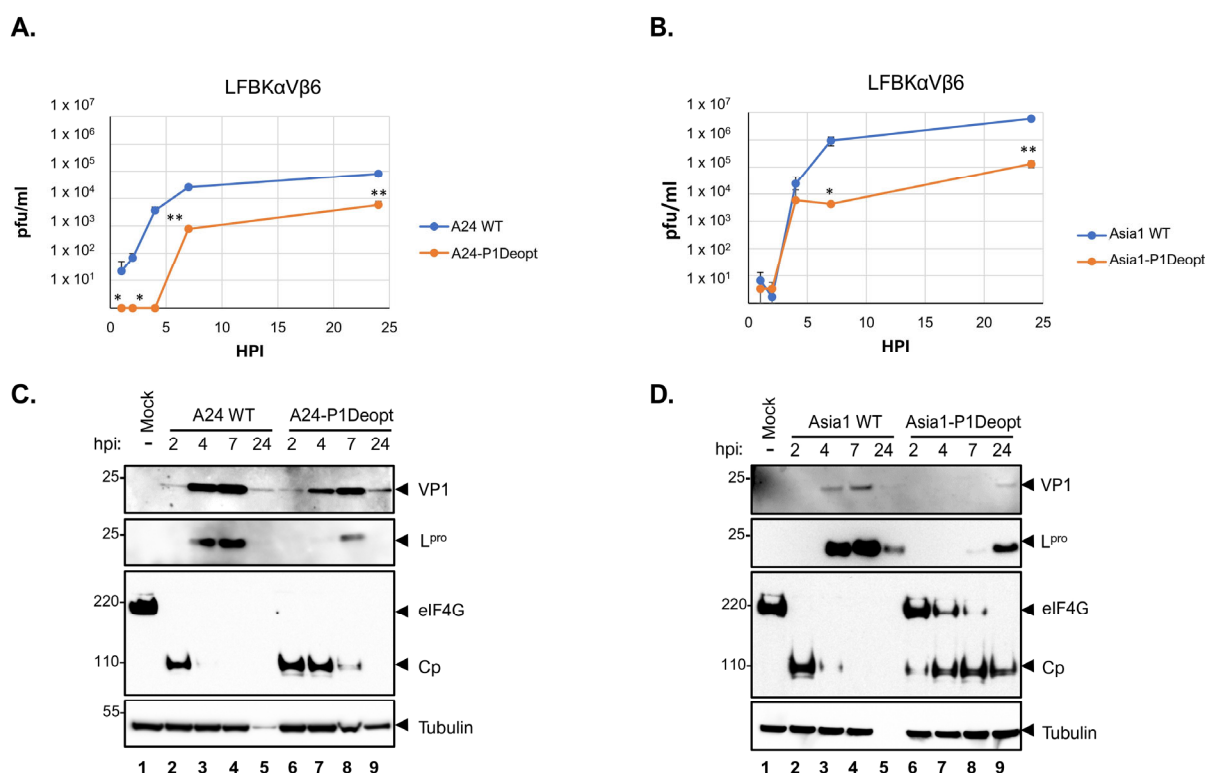 A.
LFBKαVβ6
1 x 10⁷
1 x 10⁶
1 x 10⁵
1 x 10⁴
1 x 10³
1 x 10²
1 x 10¹
pfu/ml
* * ** **
0 5 10 15 20 25
HPI
A24 WT
A24-P1Deopt
B.
LFBKαVβ6
1 x 10⁷
1 x 10⁶
1 x 10⁵
1 x 10⁴
1 x 10³
1 x 10²
1 x 10¹
pfu/ml
* **
0 5 10 15 20 25
HPI
Asia1 WT
Asia1-P1Deopt
C.
- Mock
A24 WT A24-P1Deopt
hpi: 2 4 7 24 2 4 7 24
25 VP1
25 Lᵖʳᵒ
220 eIF4G
110 Cp
55 Tubulin
1 2 3 4 5 6 7 8 9
D.
- Mock
Asia1 WT Asia1-P1Deopt
hpi: 2 4 7 24 2 4 7 24
25 VP1
25 Lᵖʳᵒ
220 eIF4G
110 Cp
Tubulin
1 2 3 4 5 6 7 8 9